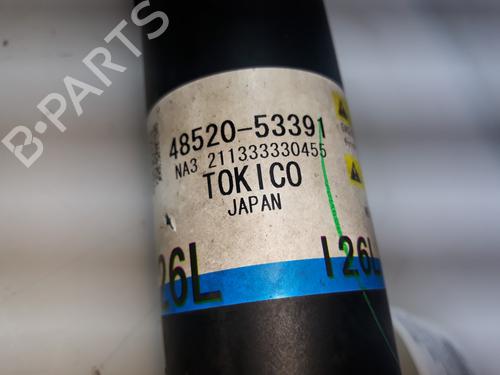 B-PARTS
48520-53391
NA3 211333330455
TOKICO
JAPAN
26L
I26L